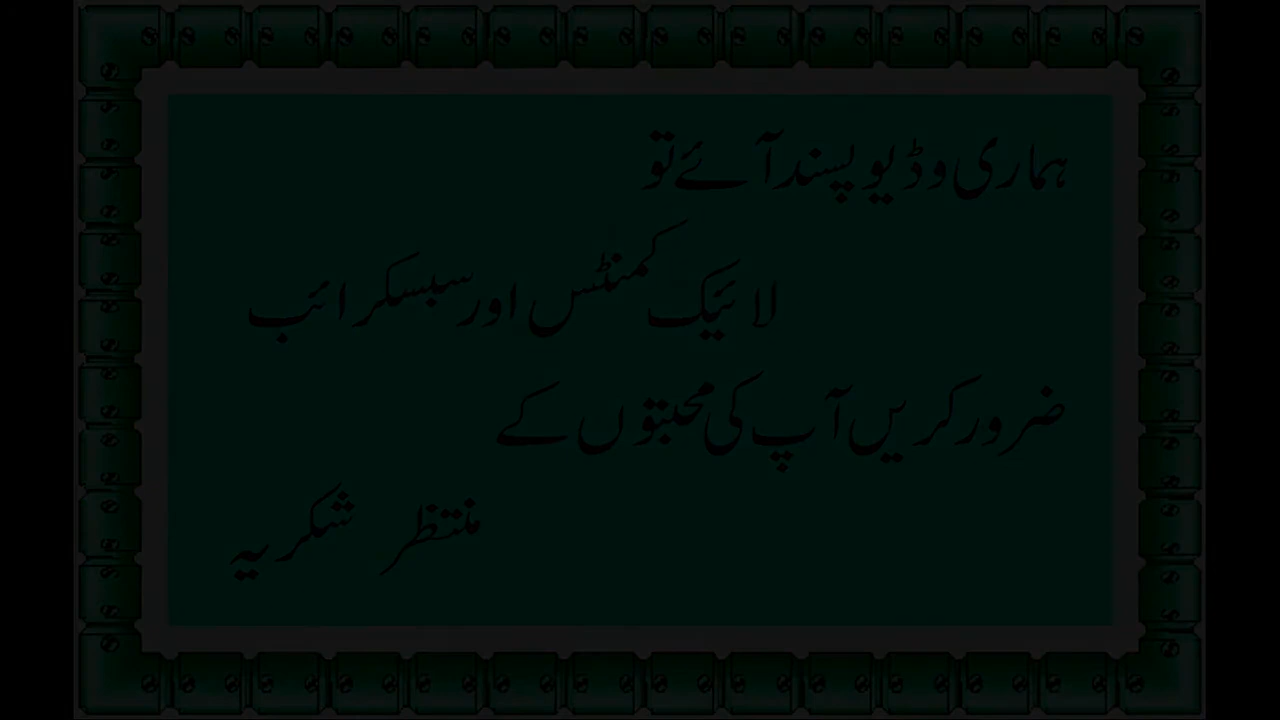 ہماری وڈیو پسند آئے تو
لائیک کمنٹس اور سبسکرائب
ضرور کریں آپ کی محبتوں کے
منتظر شکریہ